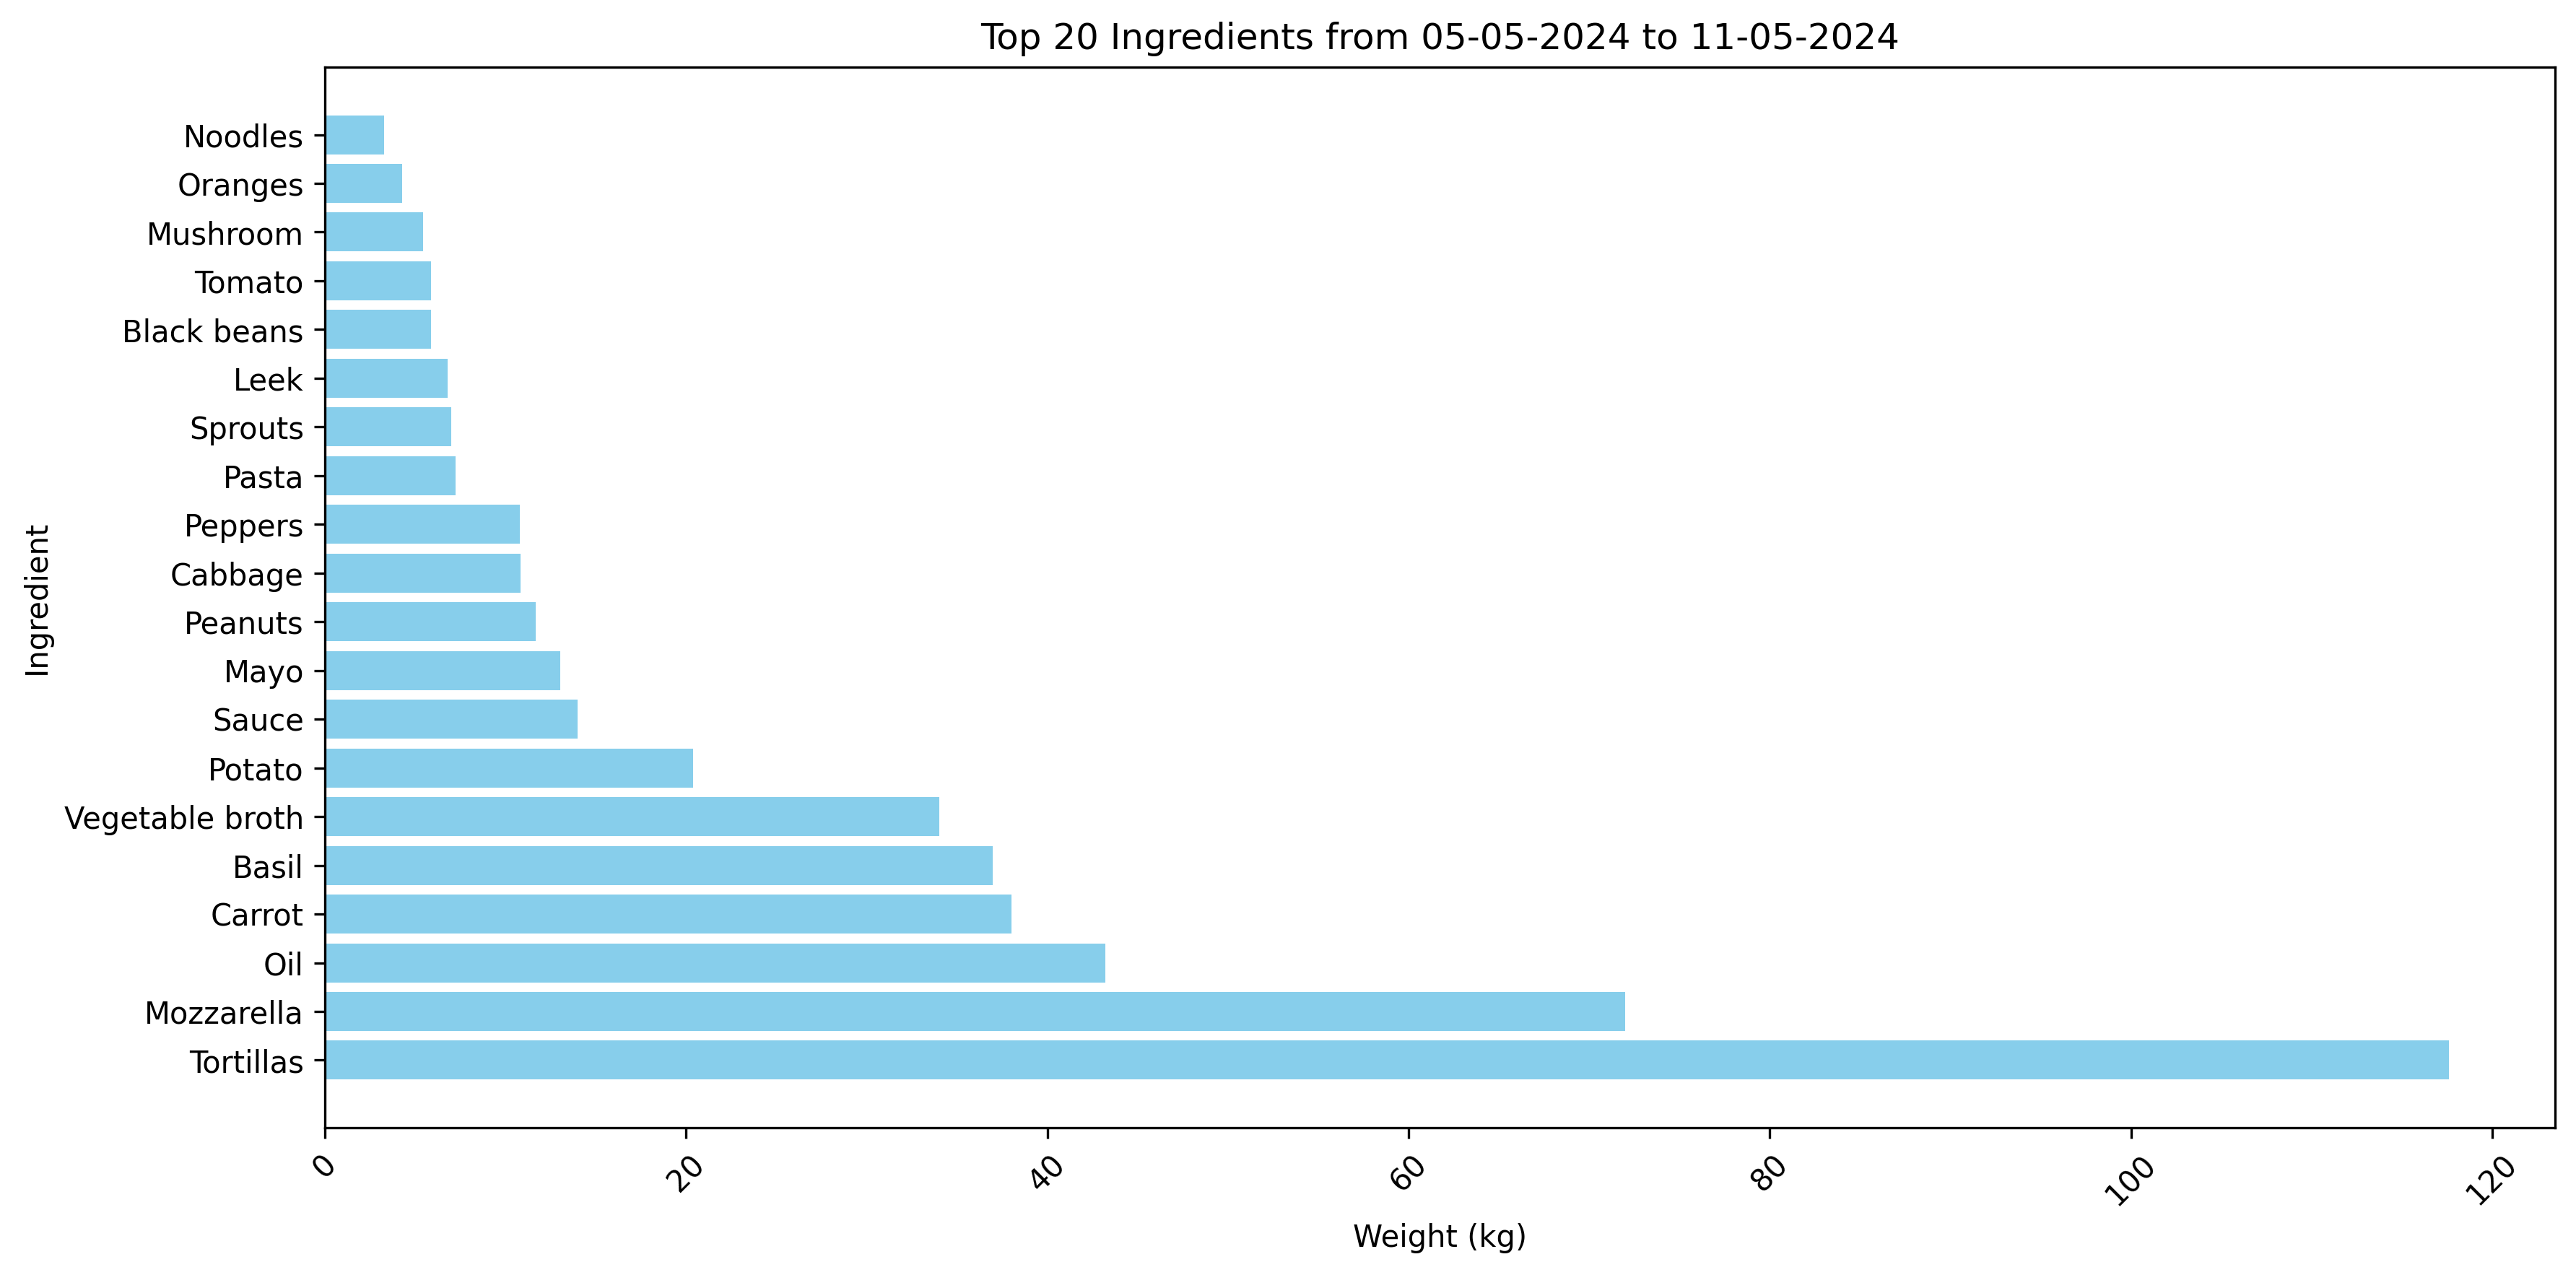 Top 20 Ingredients from 05-05-2024 to 11-05-2024
Ingredient
Noodles
Oranges
Mushroom
Tomato
Black beans
Leek
Sprouts
Pasta
Peppers
Cabbage
Peanuts
Mayo
Sauce
Potato
Vegetable broth
Basil
Carrot
Oil
Mozzarella
Tortillas
0 20 40 60 80 100 120
Weight (kg)